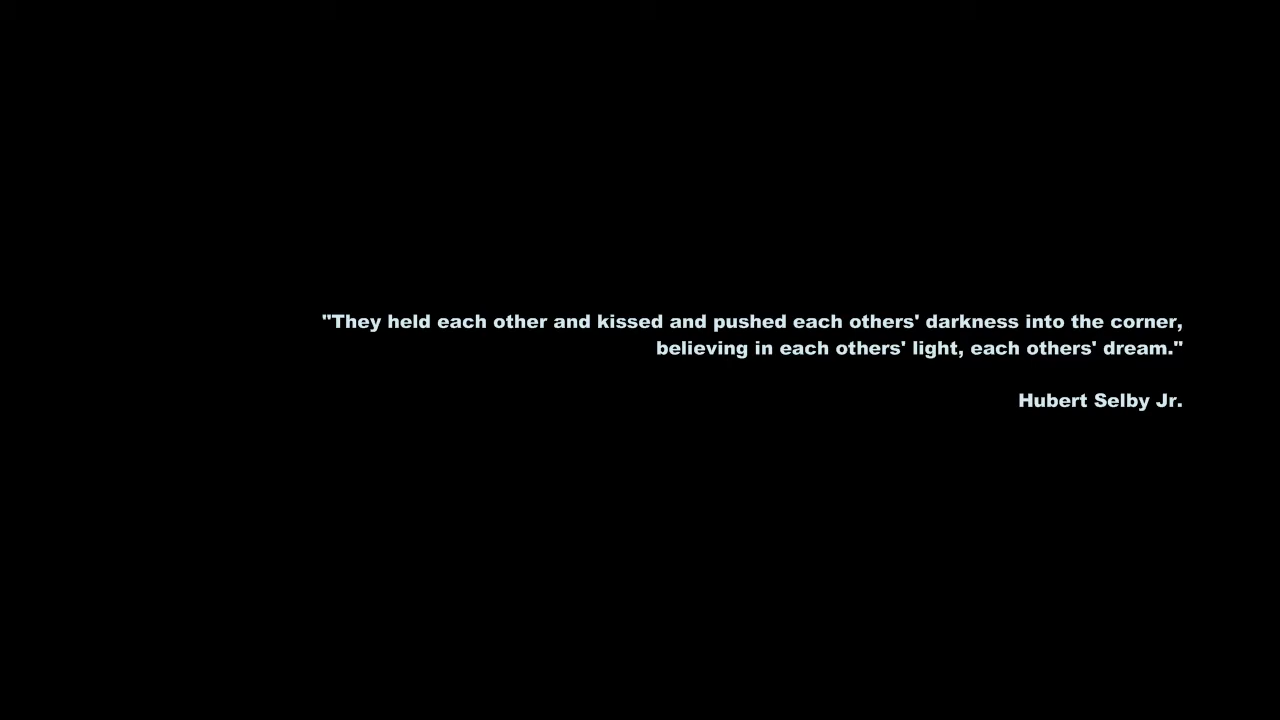 "They held each other and kissed and pushed each others' darkness into the corner,
believing in each others' light, each others' dream."
Hubert Selby Jr.